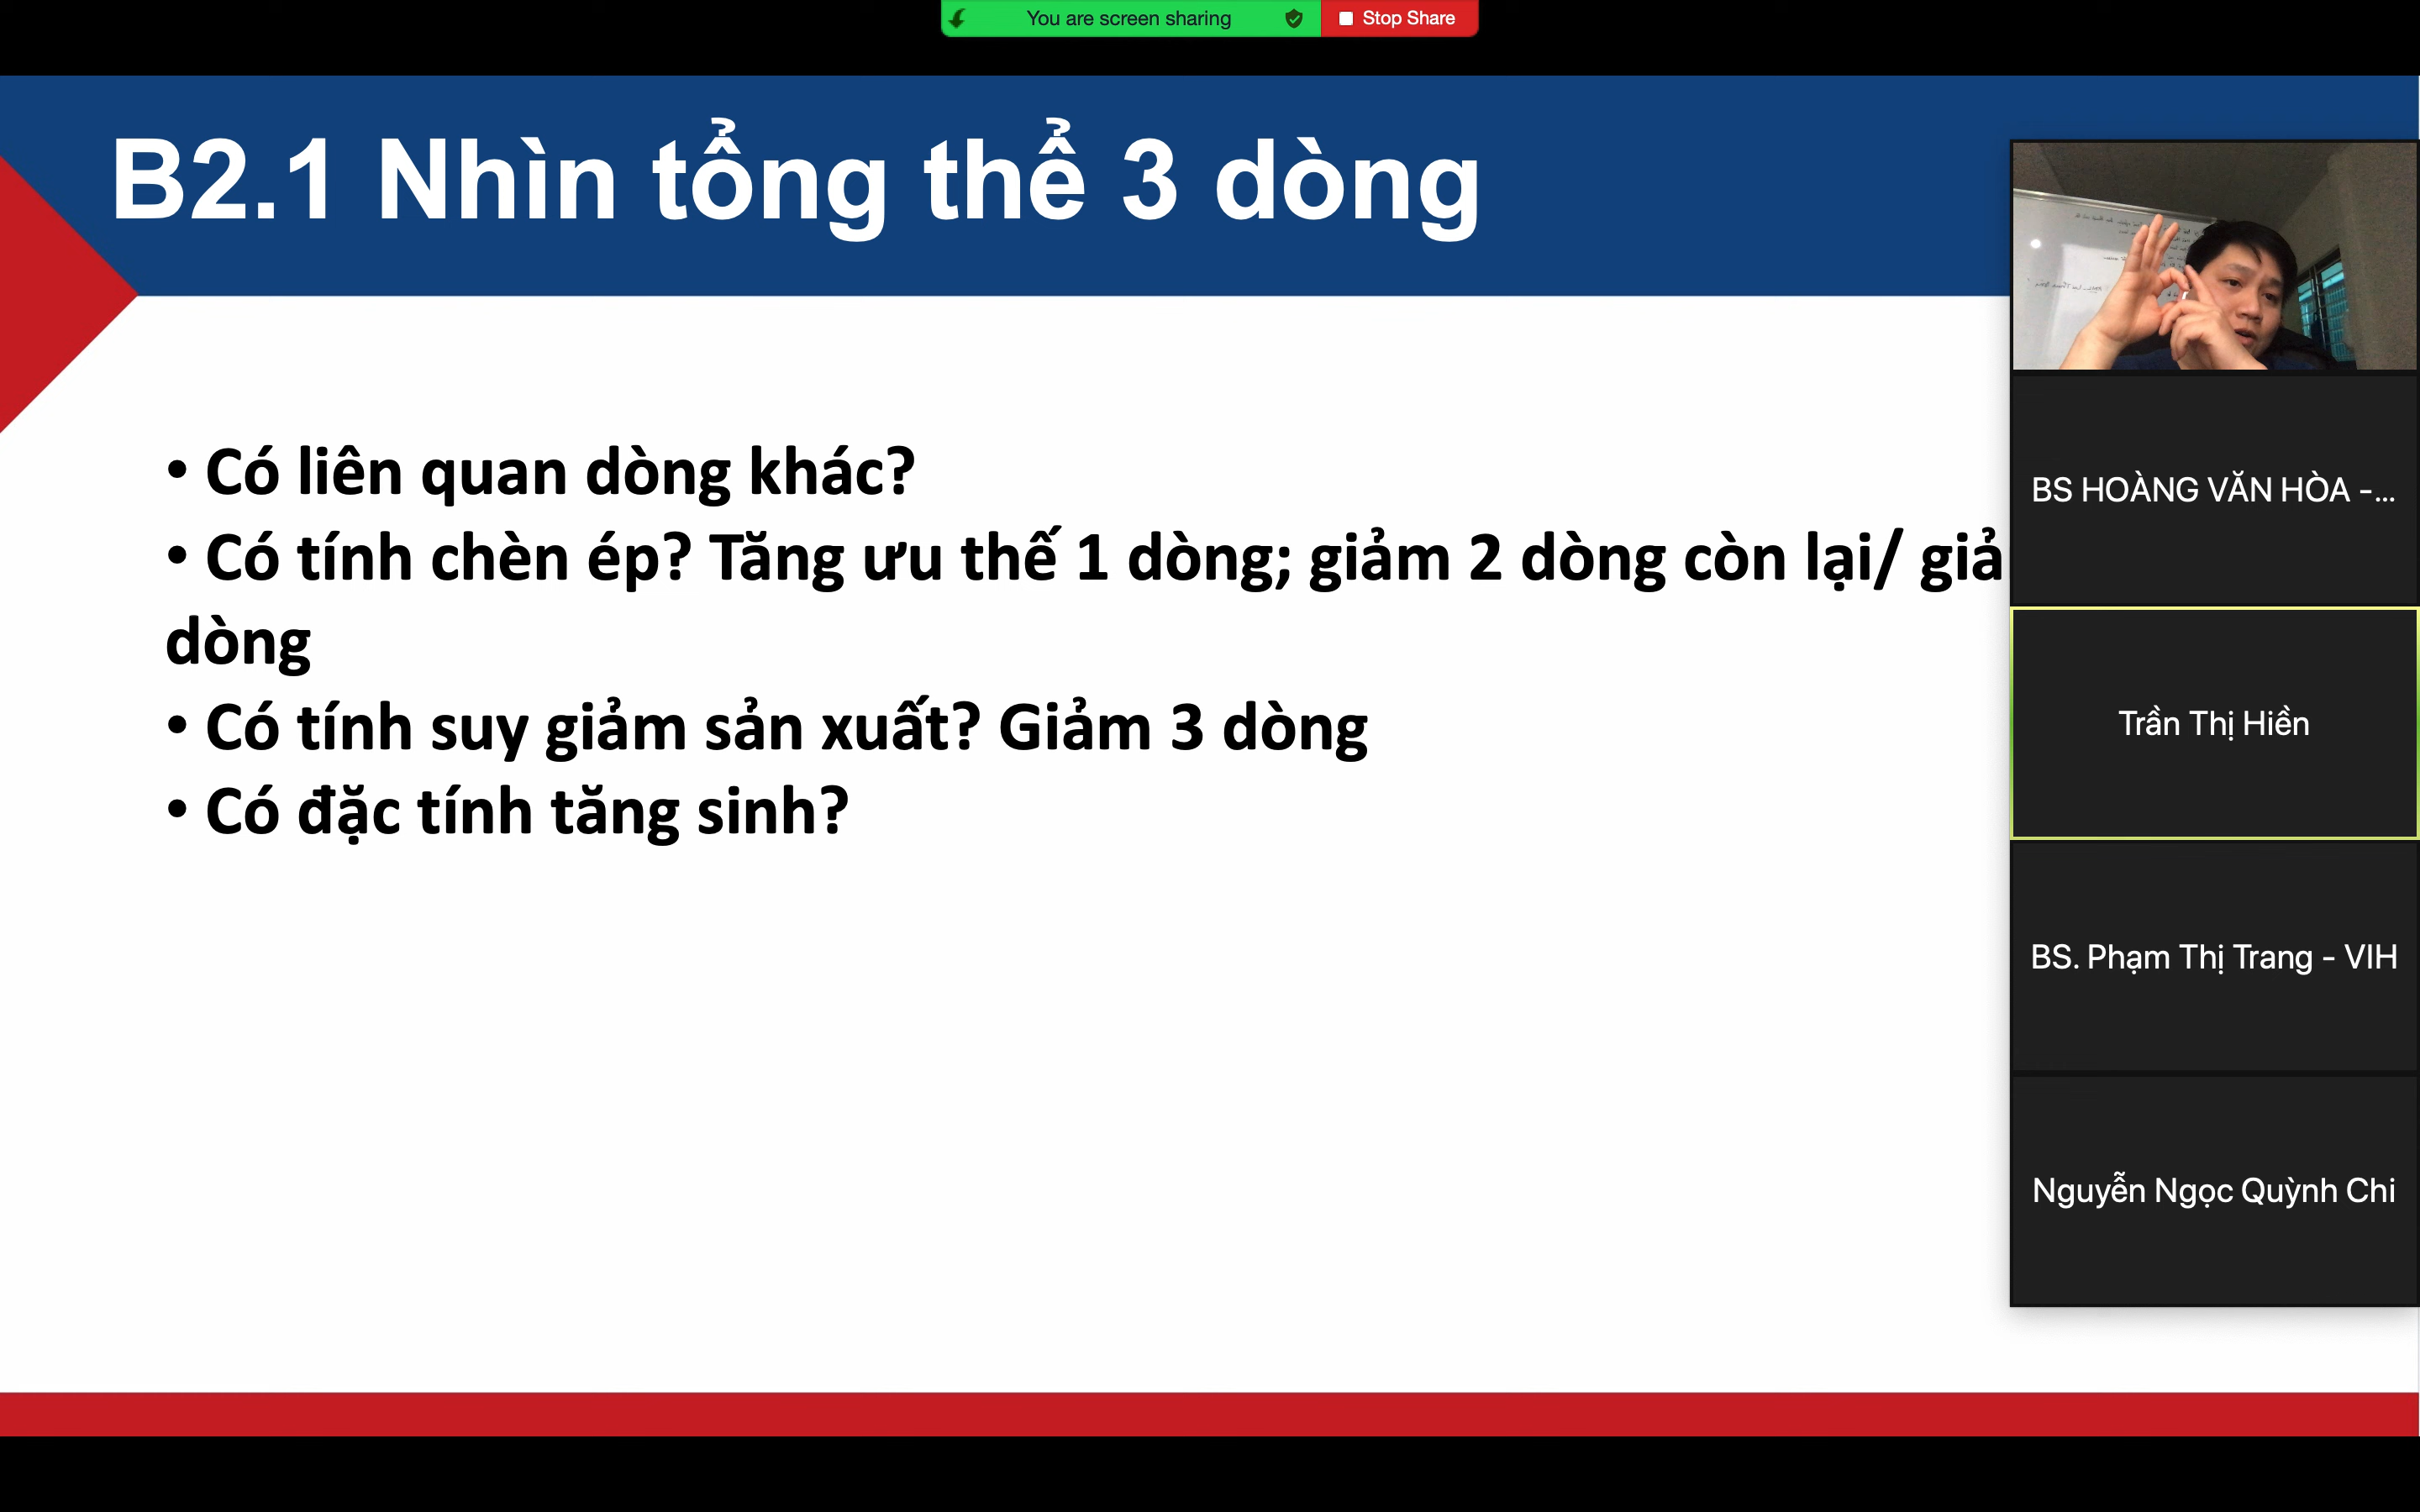 You are screen sharing
Stop Share
B2.1 Nhìn tổng thể 3 dòng
• Có liên quan dòng khác?
• Có tính chèn ép? Tăng ưu thế 1 dòng; giảm 2 dòng còn lại/ giả
dòng
• Có tính suy giảm sản xuất? Giảm 3 dòng
• Có đặc tính tăng sinh?
BS HOÀNG VĂN HÒA -...
Trần Thị Hiền
BS. Phạm Thị Trang - VIH
Nguyễn Ngọc Quỳnh Chi